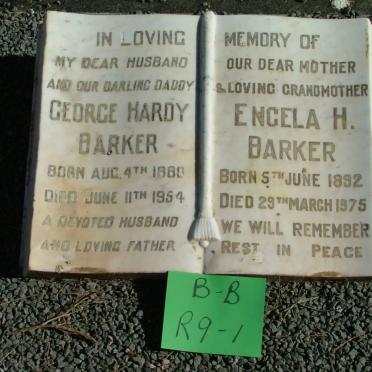 IN LOVING
MY DEAR HUSBAND
AND OUR DARLING DADDY
GEORGE HARDY
BARKER
BORN AUG. 4TH 1880
DIED JUNE 11TH 1954
A DEVOTED HUSBAND
AND LOVING FATHER
MEMORY OF
OUR DEAR MOTHER
& LOVING GRANDMOTHER
ENGELA H.
BARKER
BORN 5TH JUNE 1892
DIED 29TH MARCH 1975
WE WILL REMEMBER
REST IN PEACE
B-B
R9-1